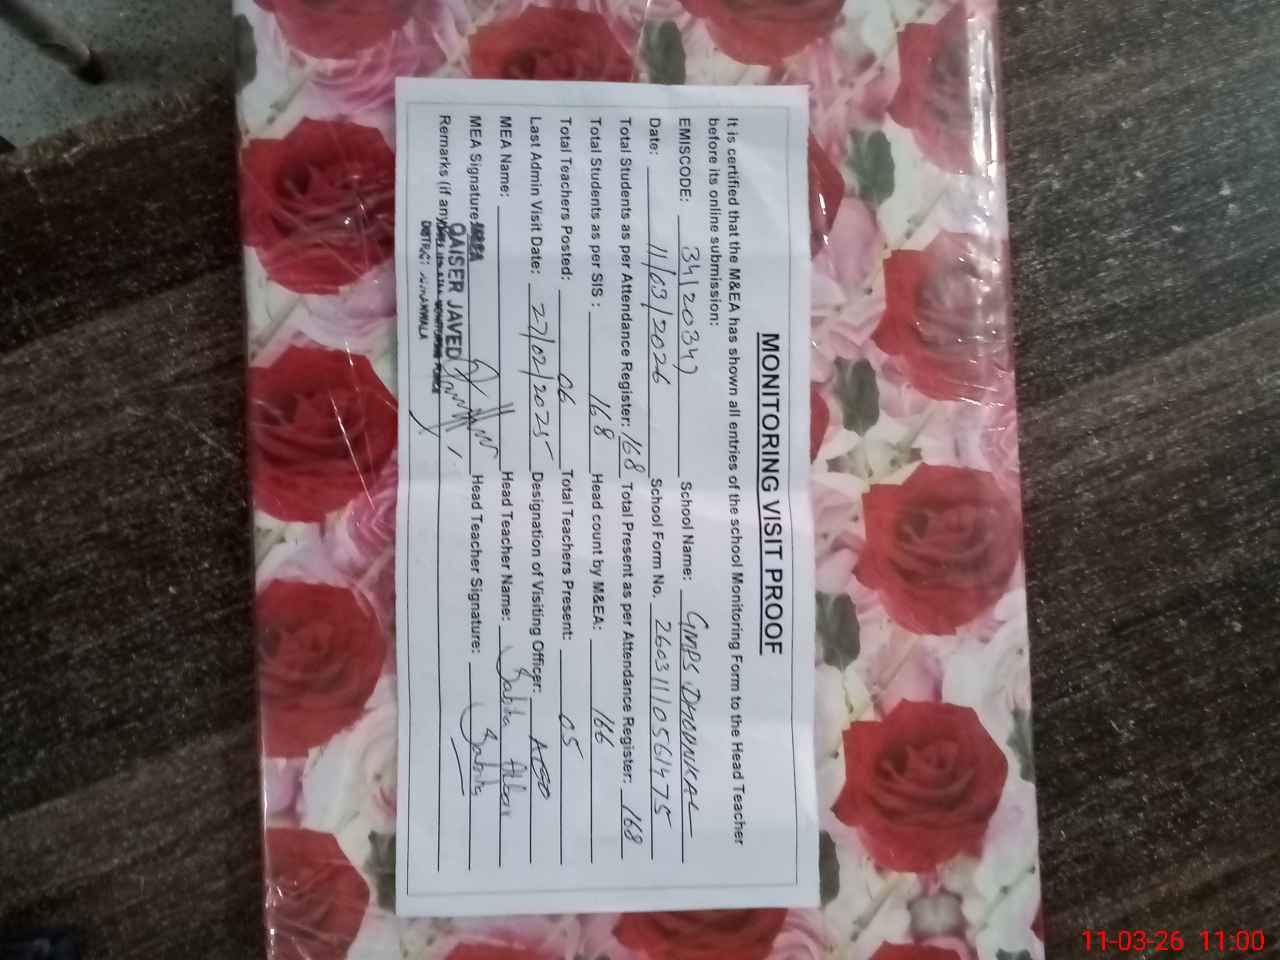 MONITORING VISIT PROOF
It is certified that the M&EA has shown all entries of the school Monitoring Form to the Head Teacher
before its online submission:
EMISCODE: 34120347 School Name: GMPS DHODNKAL
Date: 11/03/2026 School Form No. 26031110561475
Total Students as per Attendance Register: 168 Total Present as per Attendance Register: 168
Total Students as per SIS : 168 Head count by M&EA: 166
Total Teachers Posted: 06 Total Teachers Present: 05
Last Admin Visit Date: 27/02/2025 Designation of Visiting Officer: AEO
MEA Name: Head Teacher Name: Sabila Akbar
MEA Signature: Head Teacher Signature: Sabila
Remarks (if any)
QAISER JAVED
11-03-26 11:00